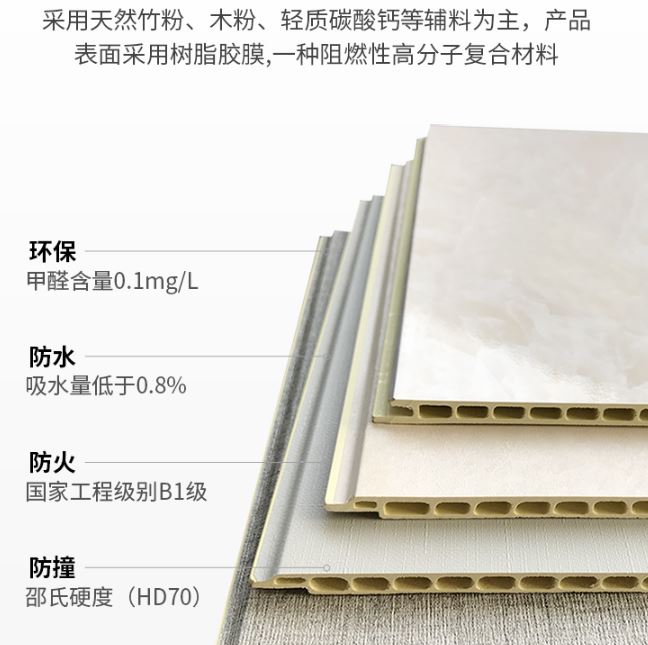 采用天然竹粉、木粉、轻质碳酸钙等辅料为主，产品
表面采用树脂胶膜,一种阻燃性高分子复合材料
环保
甲醛含量0.1mg/L
防水
吸水量低于0.8%
防火
国家工程级别B1级
防撞
邵氏硬度（HD70）